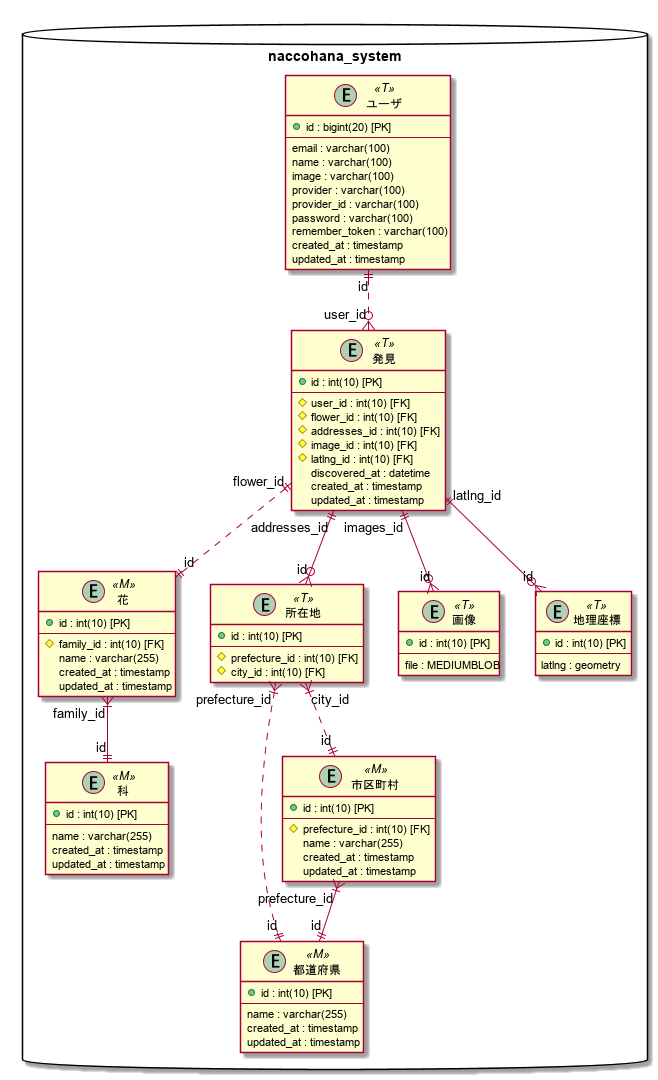 naccohana_system
E
«T»
ユーザ
id : bigint(20) [PK]
email : varchar(100)
name : varchar(100)
image : varchar(100)
provider : varchar(100)
provider_id : varchar(100)
password : varchar(100)
remember_token : varchar(100)
created_at : timestamp
updated_at : timestamp
id
user_id
E
«T»
発見
id : int(10) [PK]
user_id : int(10) [FK]
flower_id : int(10) [FK]
addresses_id : int(10) [FK]
image_id : int(10) [FK]
latlng_id : int(10) [FK]
discovered_at : datetime
created_at : timestamp
updated_at : timestamp
flower_id
addresses_id
images_id
latlng_id
id
id
id
id
E
«M»
花
id : int(10) [PK]
family_id : int(10) [FK]
name : varchar(255)
created_at : timestamp
updated_at : timestamp
E
«T»
所在地
id : int(10) [PK]
prefecture_id : int(10) [FK]
city_id : int(10) [FK]
E
«T»
画像
id : int(10) [PK]
file : MEDIUMBLOB
E
«T»
地理座標
id : int(10) [PK]
latlng : geometry
family_id
id
prefecture_id
city_id
id
E
«M»
科
id : int(10) [PK]
name : varchar(255)
created_at : timestamp
updated_at : timestamp
E
«M»
市区町村
id : int(10) [PK]
prefecture_id : int(10) [FK]
name : varchar(255)
created_at : timestamp
updated_at : timestamp
prefecture_id
id
id
E
«M»
都道府県
id : int(10) [PK]
name : varchar(255)
created_at : timestamp
updated_at : timestamp